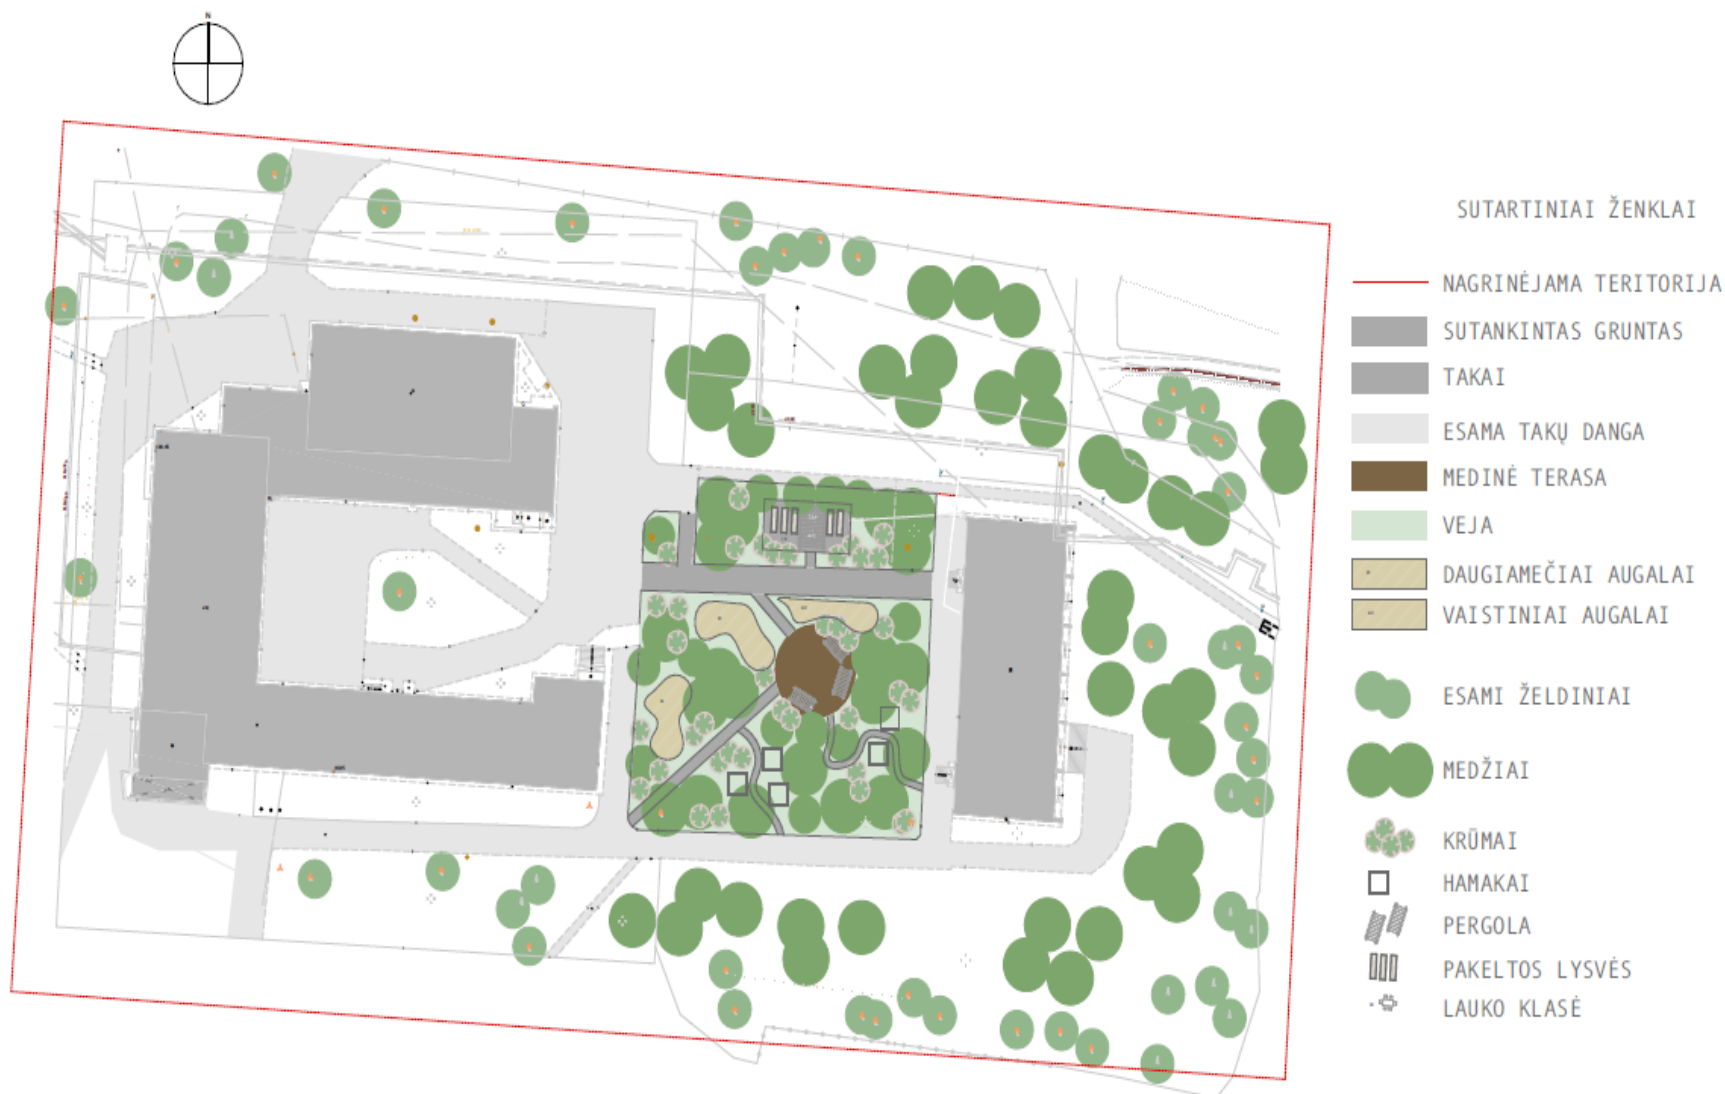 N
SUTARTINIAI ŽENKLAI
NAGRINĖJAMA TERITORIJA
SUTANKINTAS GRUNTAS
TAKAI
ESAMA TAKŲ DANGA
MEDINĖ TERASA
VEJA
DAUGIAMEČIAI AUGALAI
VAISTINIAI AUGALAI
ESAMI ŽELDINIAI
MEDŽIAI
KRŪMAI
HAMAKAI
PERGOLA
PAKELTOS LYSVĖS
LAUKO KLASĖ